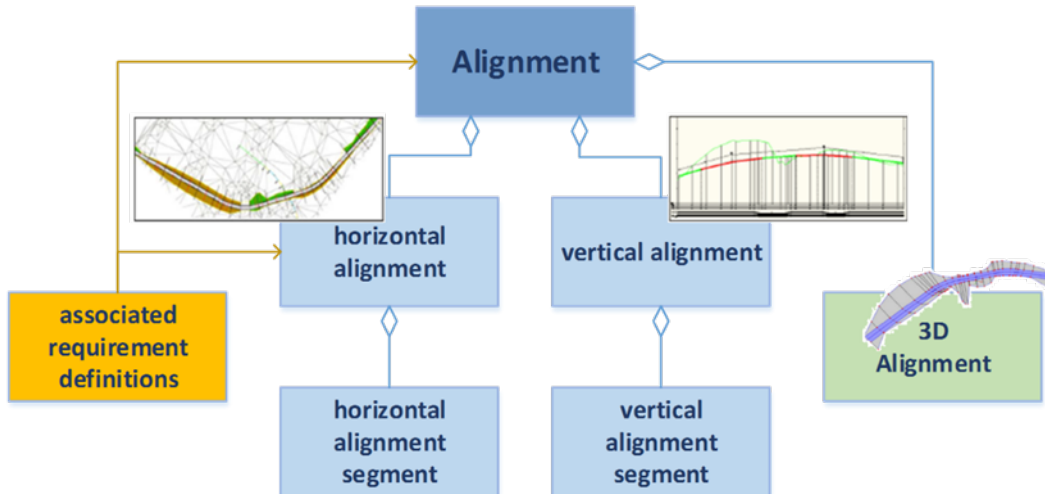 Alignment
horizontal
alignment
vertical alignment
associated
requirement
definitions
3D
Alignment
horizontal
alignment
segment
vertical
alignment
segment